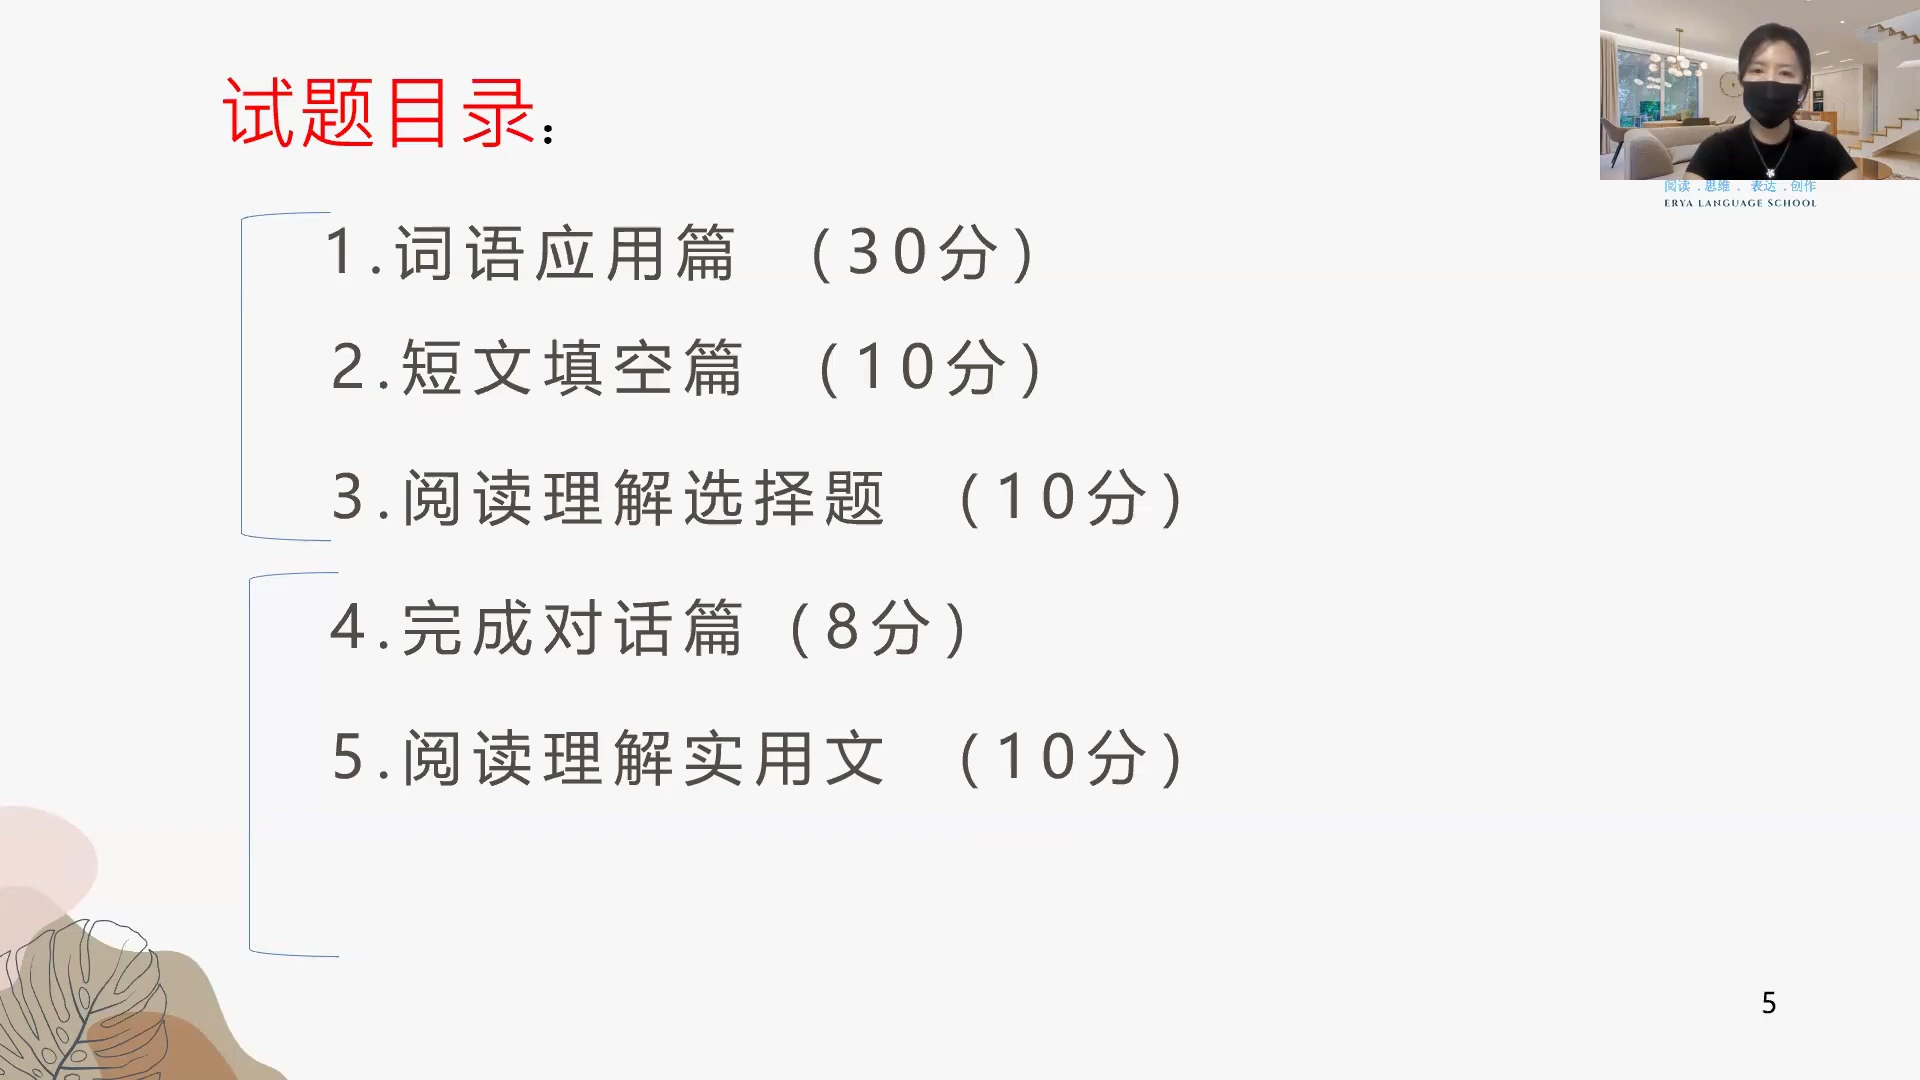 试题目录：
1.词语应用篇 （30分）
2.短文填空篇 （10分）
3.阅读理解选择题 （10分）
4.完成对话篇（8分）
5.阅读理解实用文 （10分）
阅读 . 思维 . 表达 . 创作
ERYA LANGUAGE SCHOOL
5